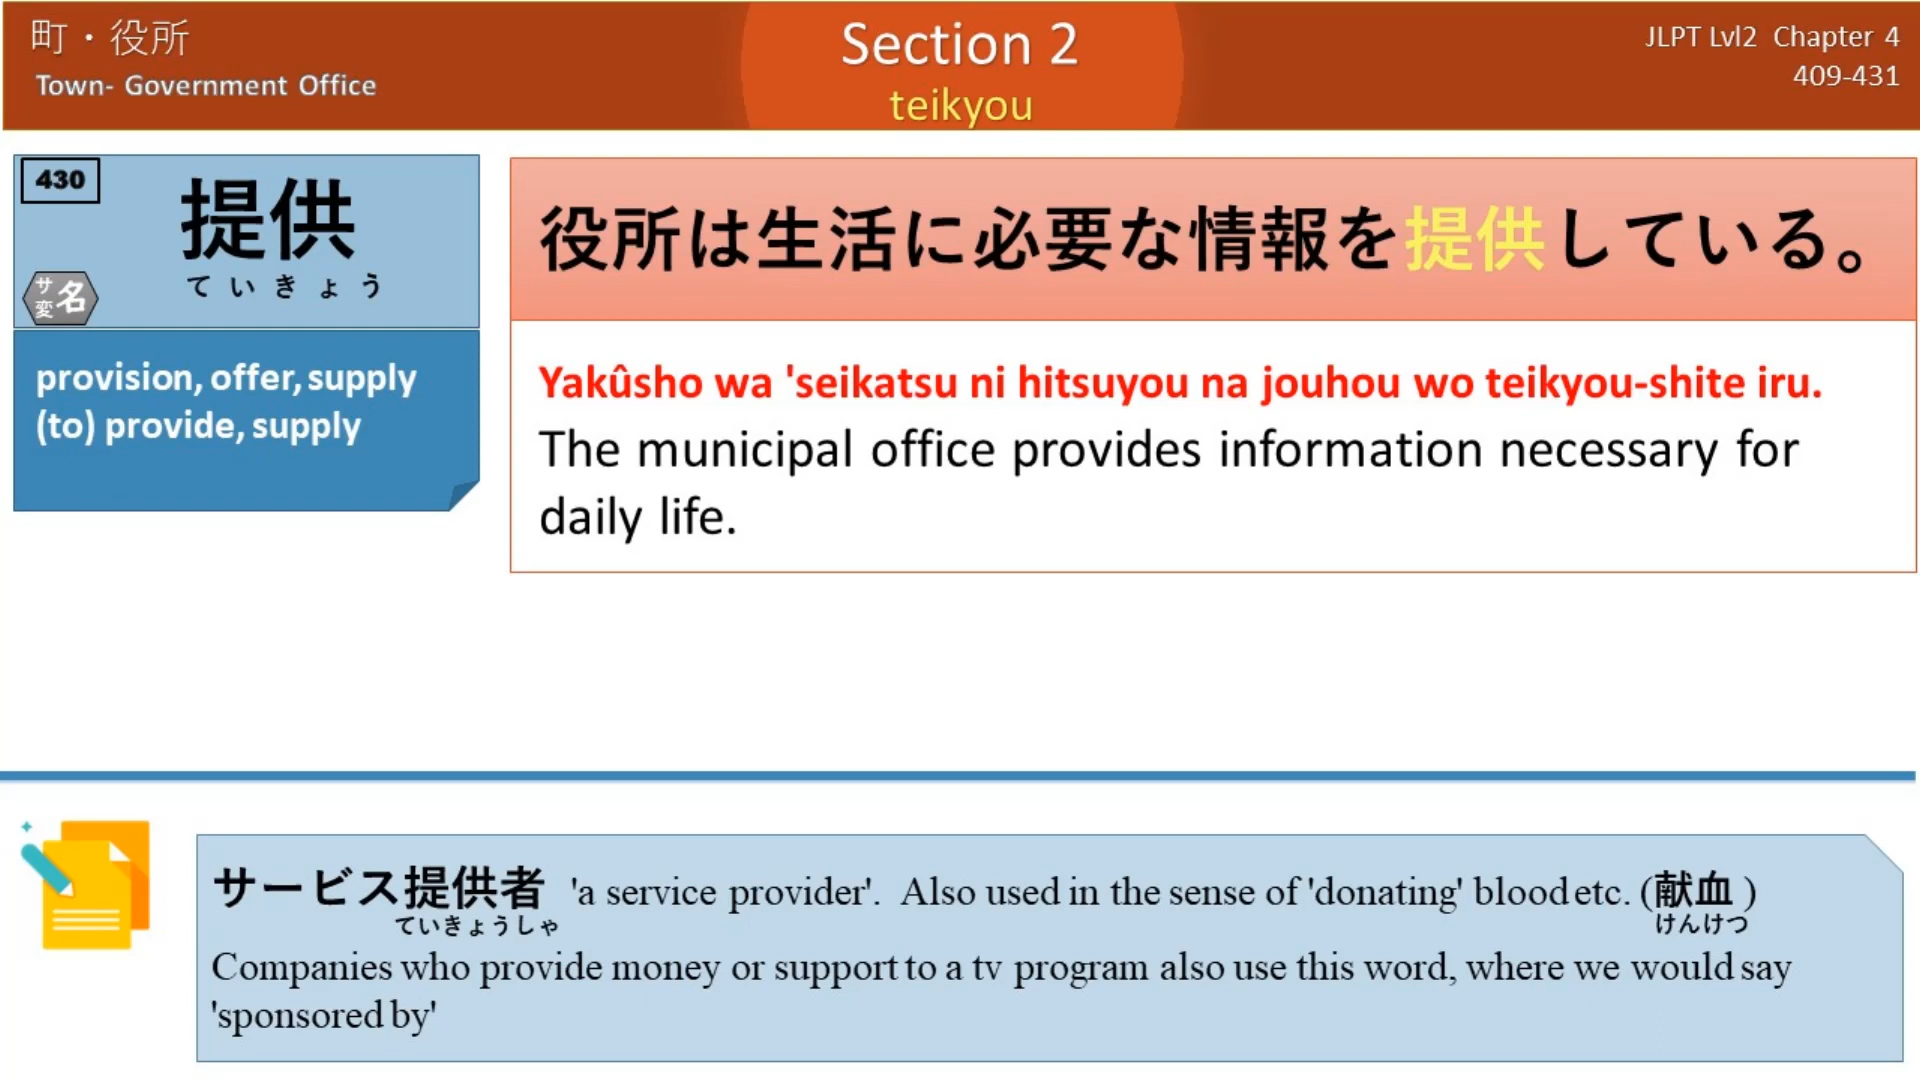 町・役所
Town- Government Office
Section 2
teikyou
JLPT Lvl2 Chapter 4
409-431
430
提供
ていきょう
サ変 名
provision, offer, supply
(to) provide, supply
役所は生活に必要な情報を提供している。
Yakûsho wa 'seikatsu ni hitsuyou na jouhou wo teikyou-shite iru.
The municipal office provides information necessary for
daily life.
サービス提供者 'a service provider'. Also used in the sense of 'donating' blood etc. (献血)
ていきょうしゃ けんけつ
Companies who provide money or support to a tv program also use this word, where we would say
'sponsored by'